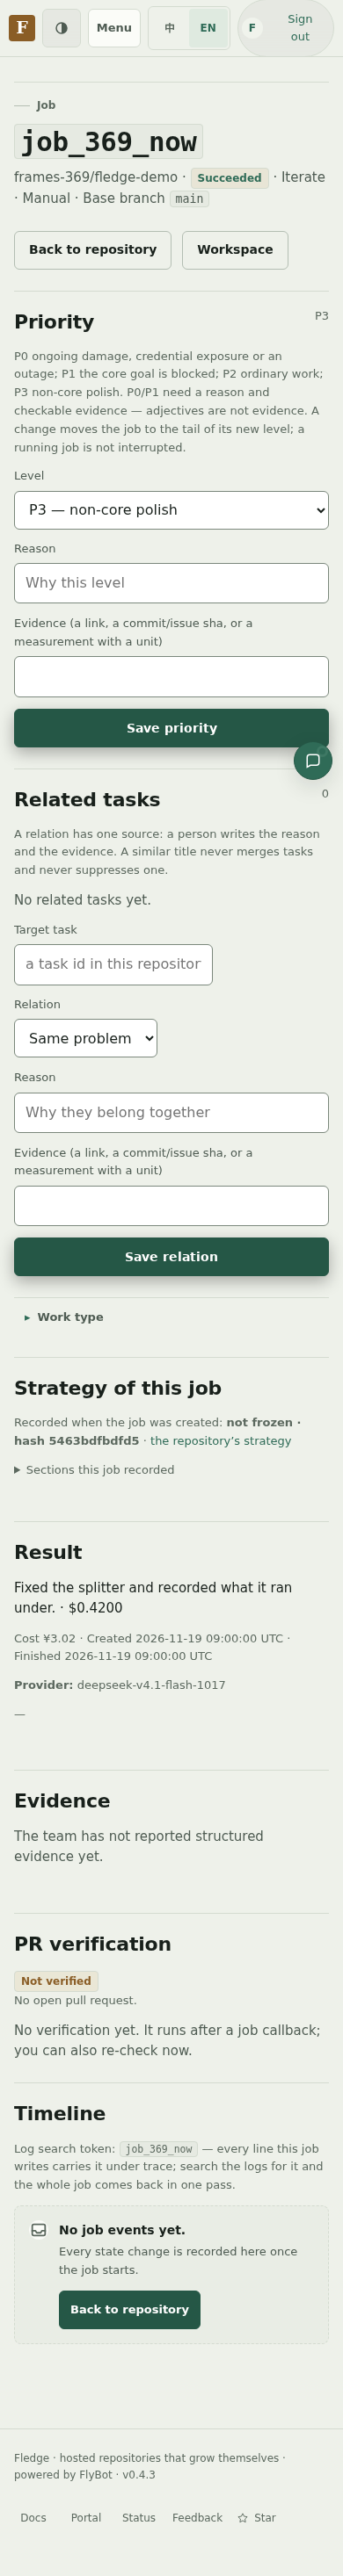 F Menu 中 EN F Sign out
Job
job_369_now
frames-369/fledge-demo · Succeeded · Iterate
· Manual · Base branch main
Back to repository Workspace
Priority P3
P0 ongoing damage, credential exposure or an
outage; P1 the core goal is blocked; P2 ordinary work;
P3 non-core polish. P0/P1 need a reason and
checkable evidence — adjectives are not evidence. A
change moves the job to the tail of its new level; a
running job is not interrupted.
Level
P3 — non-core polish
Reason
Why this level
Evidence (a link, a commit/issue sha, or a
measurement with a unit)
Save priority
Related tasks 0
A relation has one source: a person writes the reason
and the evidence. A similar title never merges tasks
and never suppresses one.
No related tasks yet.
Target task
a task id in this repositor
Relation
Same problem
Reason
Why they belong together
Evidence (a link, a commit/issue sha, or a
measurement with a unit)
Save relation
▸ Work type
Strategy of this job
Recorded when the job was created: not frozen ·
hash 5463bdfbdfd5 · the repository's strategy
▶ Sections this job recorded
Result
Fixed the splitter and recorded what it ran
under. · $0.4200
Cost ¥3.02 · Created 2026-11-19 09:00:00 UTC ·
Finished 2026-11-19 09:00:00 UTC
Provider: deepseek-v4.1-flash-1017
—
Evidence
The team has not reported structured
evidence yet.
PR verification
Not verified
No open pull request.
No verification yet. It runs after a job callback;
you can also re-check now.
Timeline
Log search token: job_369_now — every line this job
writes carries it under trace; search the logs for it and
the whole job comes back in one pass.
No job events yet.
Every state change is recorded here once
the job starts.
Back to repository
Fledge · hosted repositories that grow themselves ·
powered by FlyBot · v0.4.3
Docs Portal Status Feedback Star